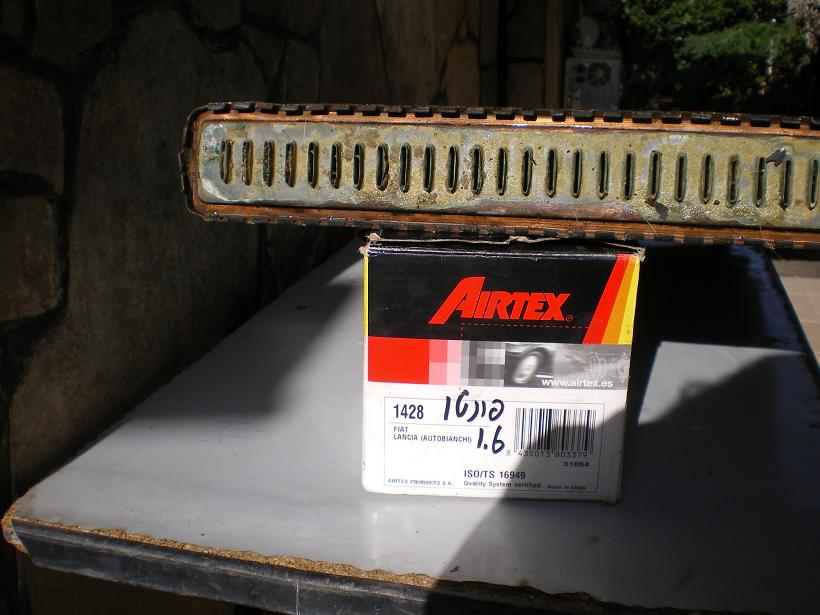 AIRTEX
www.airtex.es
1428 פונטו
FIAT
LANCIA (AUTOBIANCHI) 1.6
8 435013 803379
31064
ISO/TS 16949
AIRTEX PRODUCTS S.A. Quality System certified MADE IN SPAIN